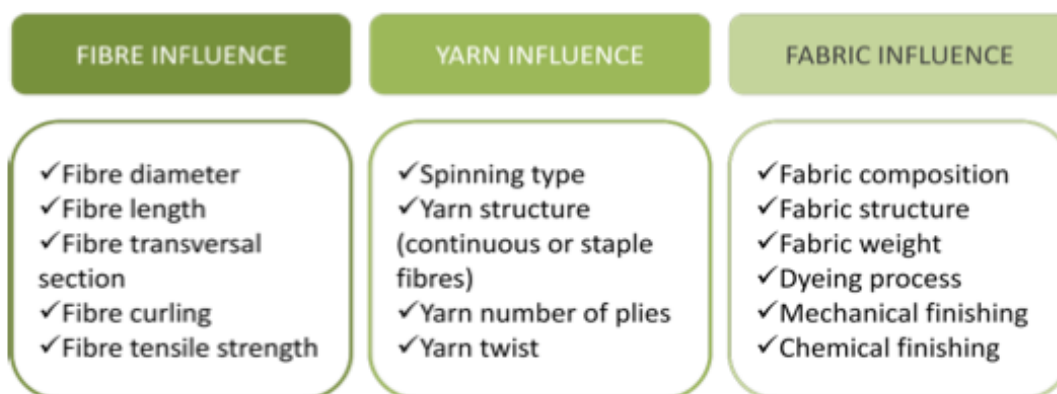 FIBRE INFLUENCE
YARN INFLUENCE
FABRIC INFLUENCE
✓Fibre diameter
✓Fibre length
✓Fibre transversal
section
✓Fibre curling
✓Fibre tensile strength
✓Spinning type
✓Yarn structure
(continuous or staple
fibres)
✓Yarn number of plies
✓Yarn twist
✓Fabric composition
✓Fabric structure
✓Fabric weight
✓Dyeing process
✓Mechanical finishing
✓Chemical finishing